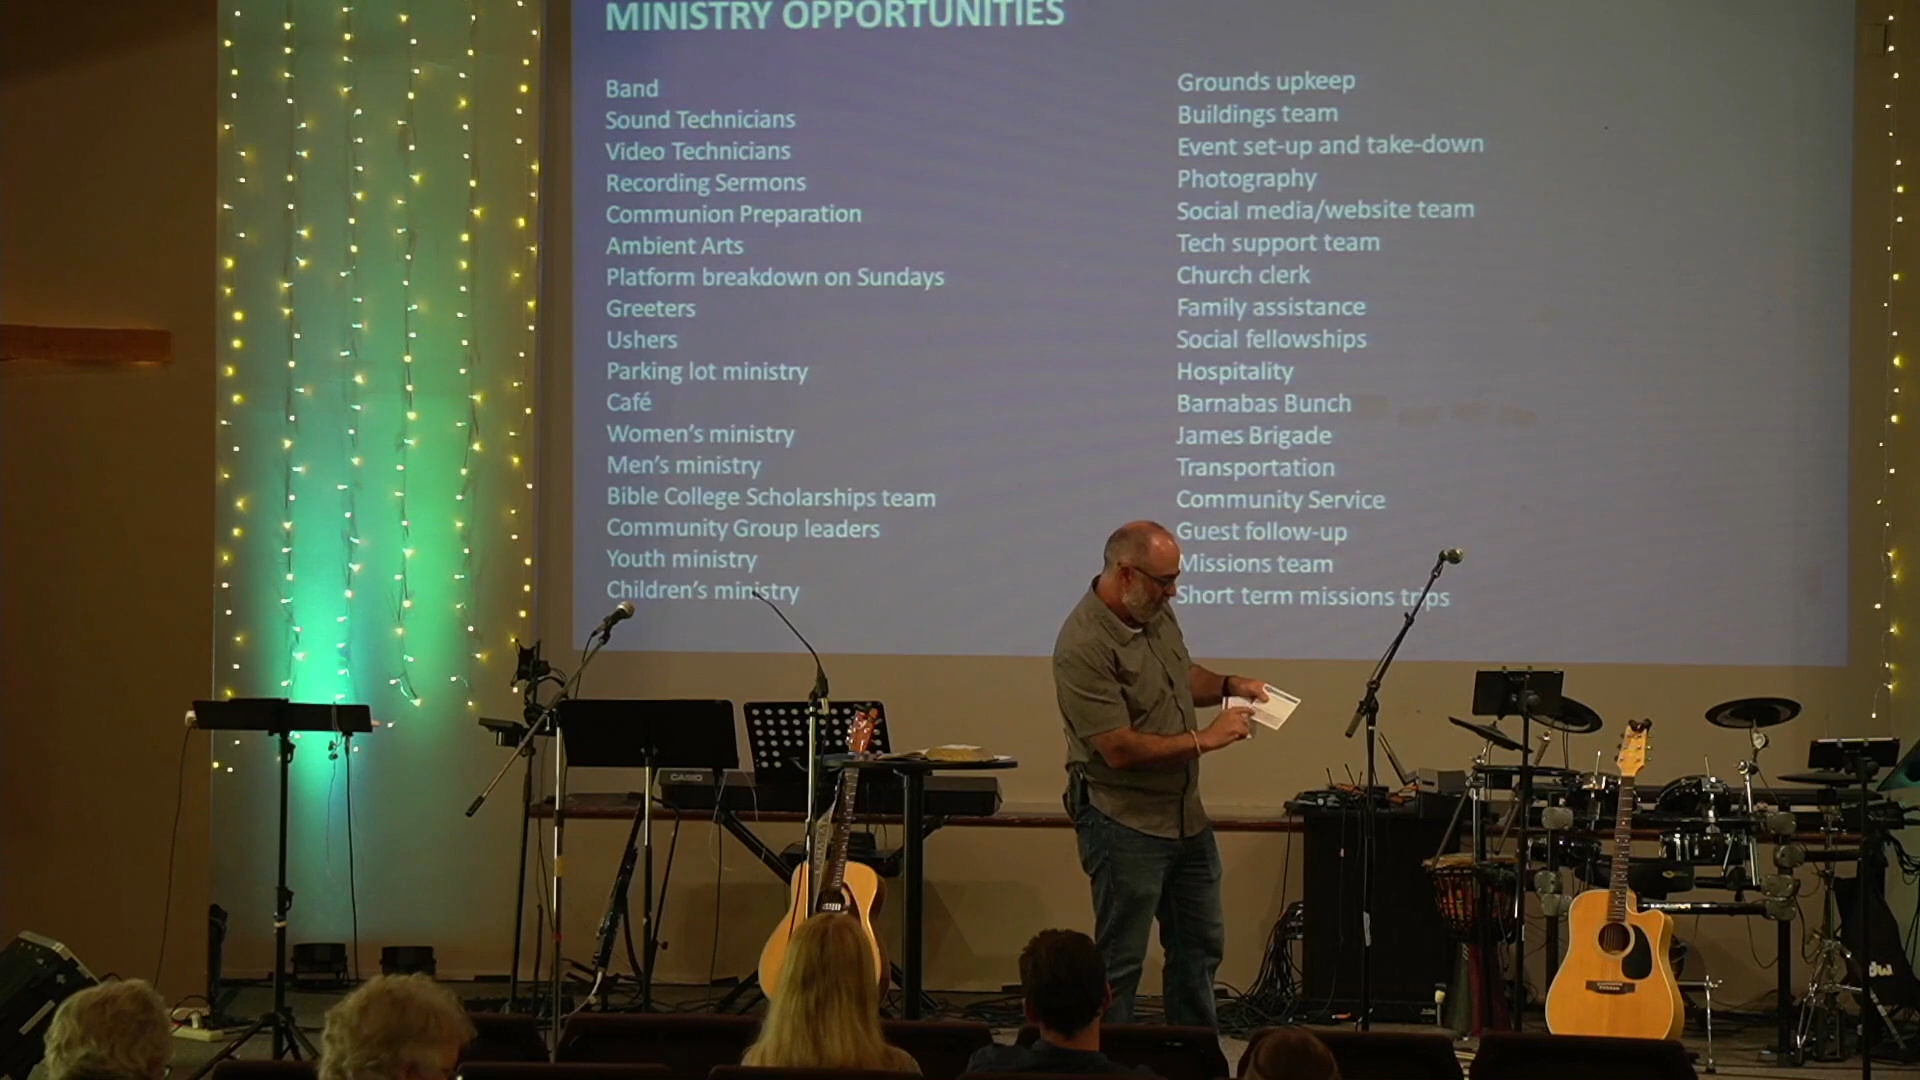 MINISTRY OPPORTUNITIES
Band
Sound Technicians
Video Technicians
Recording Sermons
Communion Preparation
Ambient Arts
Platform breakdown on Sundays
Greeters
Ushers
Parking lot ministry
Café
Women's ministry
Men's ministry
Bible College Scholarships team
Community Group leaders
Youth ministry
Children's ministry
Grounds upkeep
Buildings team
Event set-up and take-down
Photography
Social media/website team
Tech support team
Church clerk
Family assistance
Social fellowships
Hospitality
Barnabas Bunch
James Brigade
Transportation
Community Service
Guest follow-up
Missions team
Short term missions trips
CASIO
dw